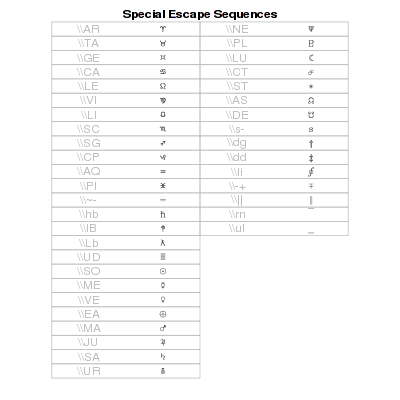 Special Escape Sequences
\\AR ♈ \\NE ♆
\\TA ♉ \\PL ♇
\\GE ♊ \\LU ☾
\\CA ♋ \\CT ☄
\\LE ♌ \\ST ✶
\\VI ♍ \\AS ☊
\\LI ♎ \\DE ☋
\\SC ♏ \\s-
\\SG ♐ \\dg †
\\CP ♑ \\dd ‡
\\AQ ♒ \\li ∮
\\PI ♓ \\-+ ∓
\\~- \\|| ∥
\\hb ħ \\rn ‾
\\IB ‽ \\ul _
\\Lb ƛ
\\UD
\\SO ☉
\\ME ☿
\\VE ♀
\\EA ⊕
\\MA ♂
\\JU ♃
\\SA ♄
\\UR ♅